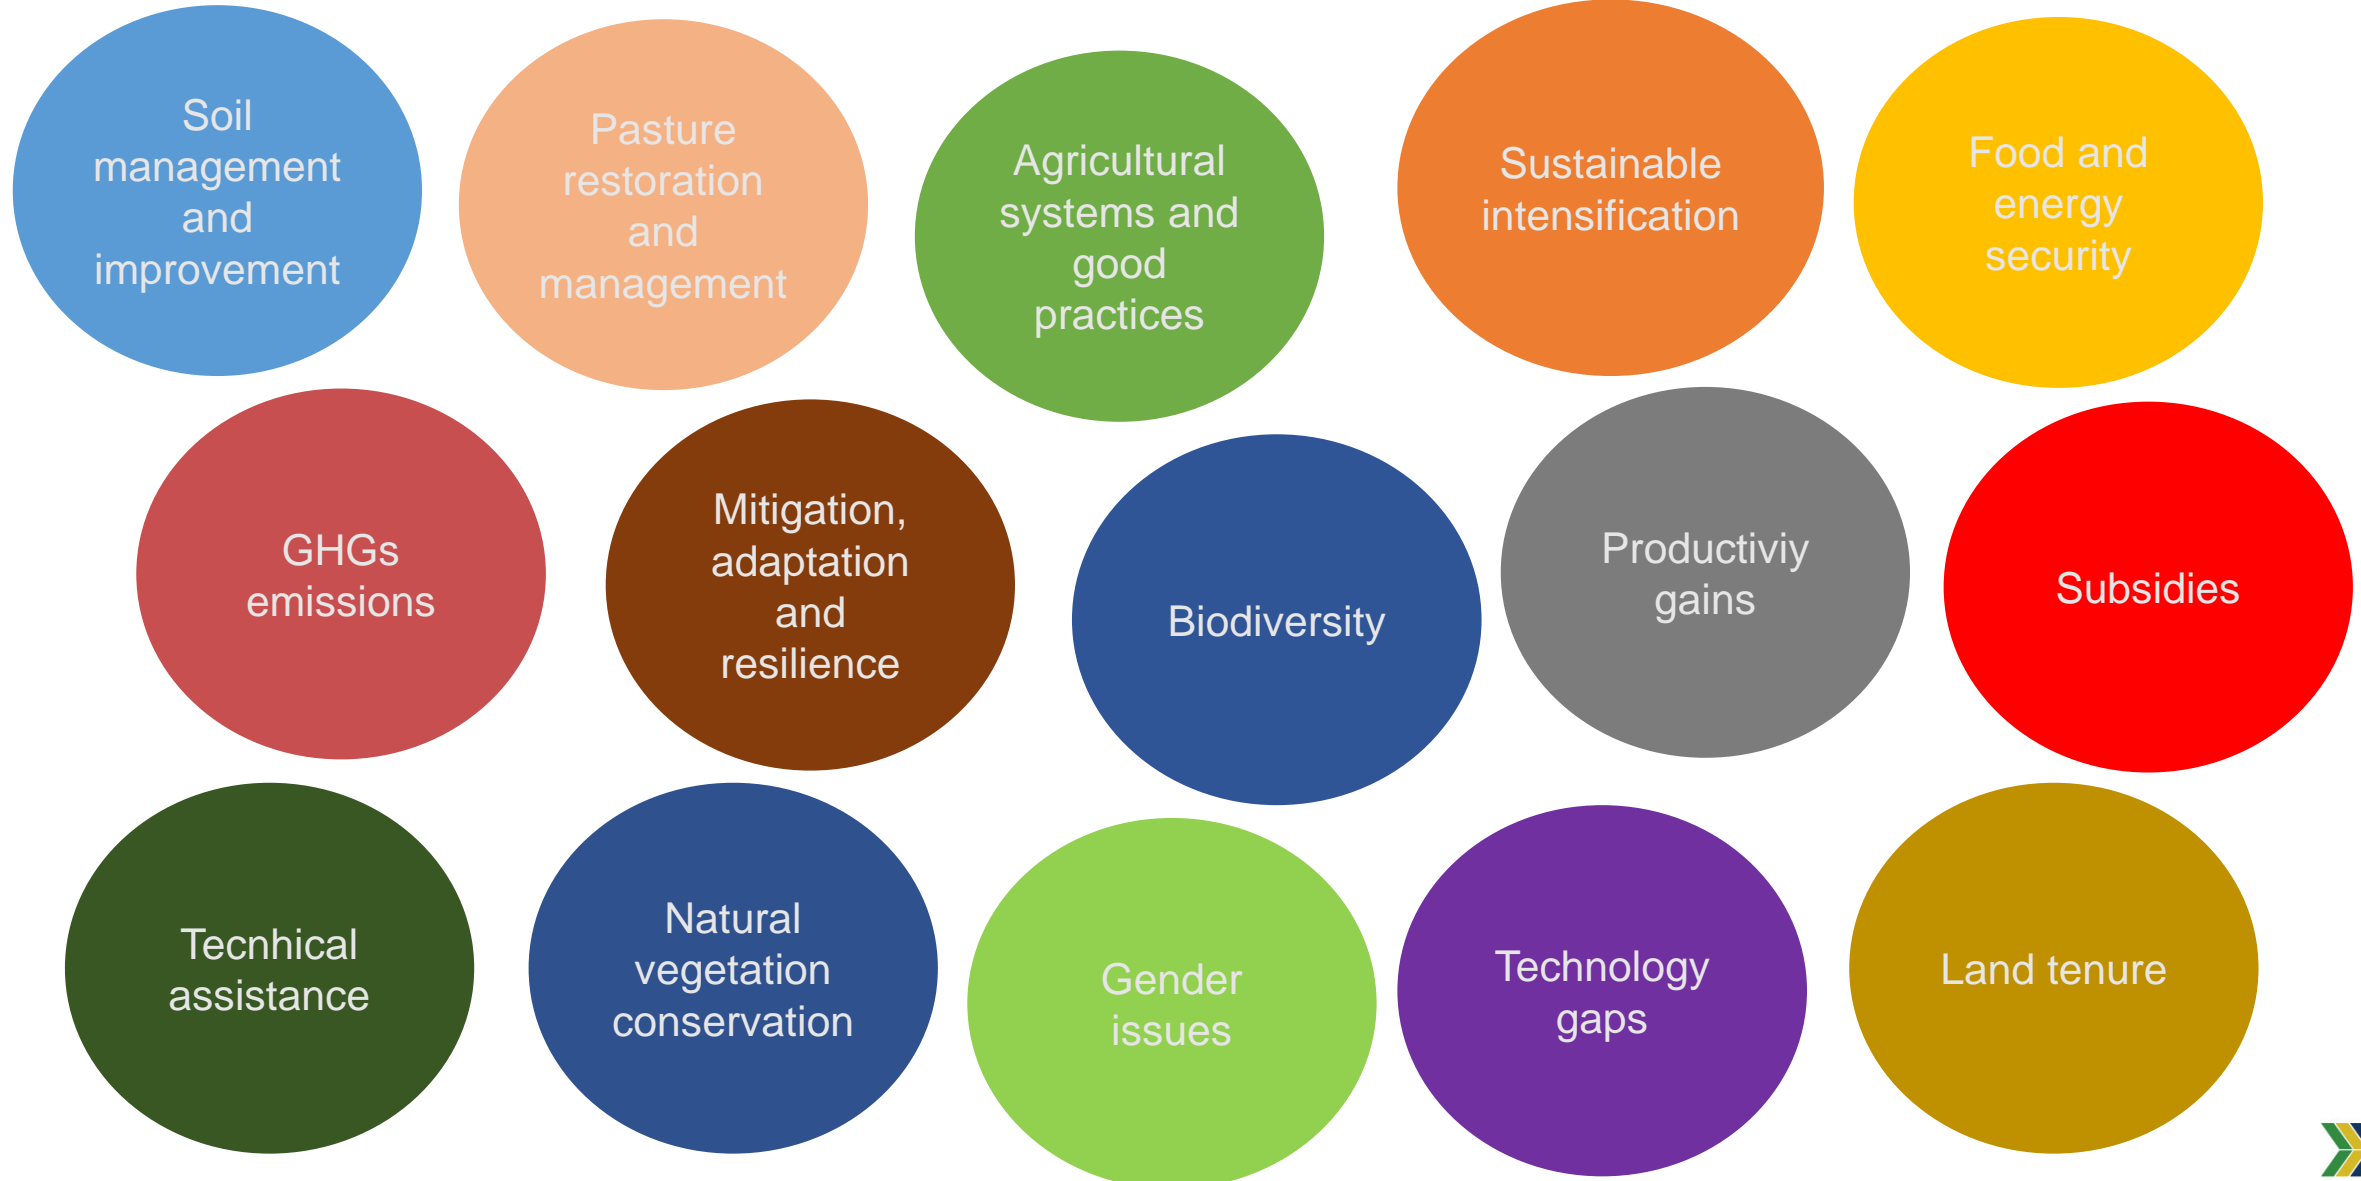 Soil
management
and
improvement
Pasture
restoration
and
management
Agricultural
systems and
good
practices
Sustainable
intensification
Food and
energy
security
GHGs
emissions
Mitigation,
adaptation
and
resilience
Biodiversity
Productiviy
gains
Subsidies
Tecnhical
assistance
Natural
vegetation
conservation
Gender
issues
Technology
gaps
Land tenure